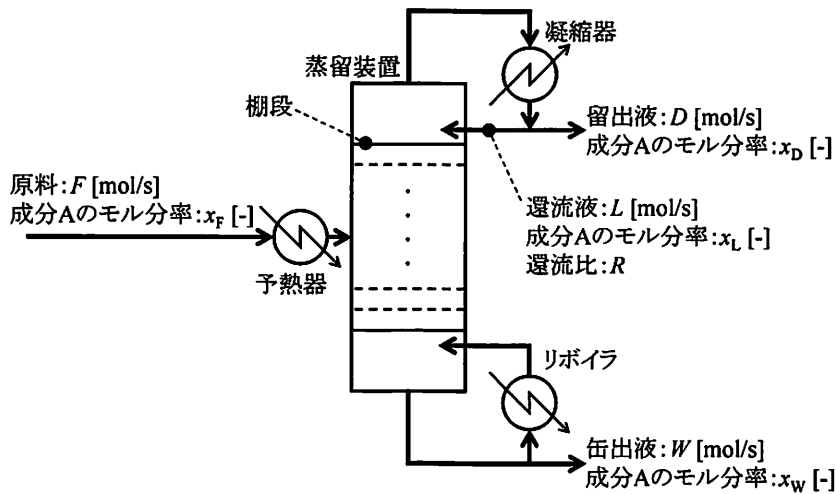 凝縮器
蒸留装置
棚段
留出液：D [mol/s]
成分Aのモル分率：x_D [-]
原料：F [mol/s]
成分Aのモル分率：x_F [-]
還流液：L [mol/s]
成分Aのモル分率：x_L [-]
還流比：R
予熱器
リボイラ
缶出液：W [mol/s]
成分Aのモル分率：x_W [-]